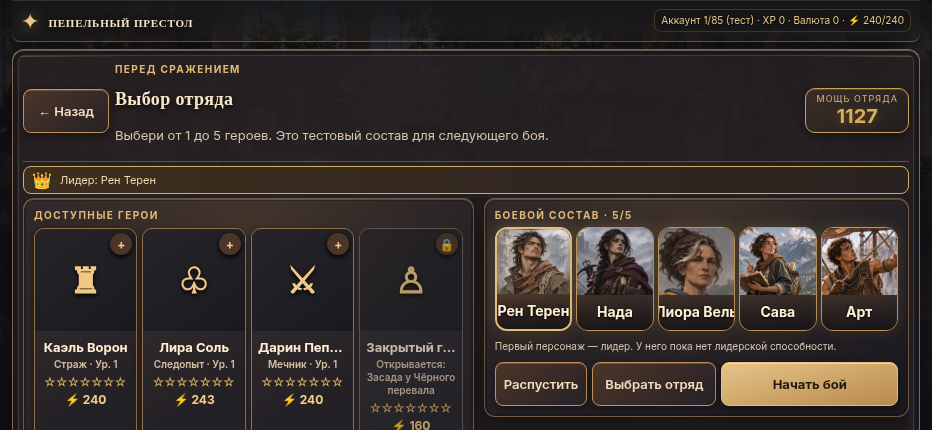 ПЕПЕЛЬНЫЙ ПРЕСТОЛ
Аккаунт 1/85 (тест) · XP 0 · Валюта 0 · ⚡ 240/240
ПЕРЕД СРАЖЕНИЕМ
← Назад
Выбор отряда
Выбери от 1 до 5 героев. Это тестовый состав для следующего боя.
МОЩЬ ОТРЯДА
1127
Лидер: Рен Терен
ДОСТУПНЫЕ ГЕРОИ
Каэль Ворон
Страж · Ур. 1
☆☆☆☆☆☆☆
⚡ 240
Лира Соль
Следопыт · Ур. 1
☆☆☆☆☆☆☆
⚡ 243
Дарин Пеп...
Мечник · Ур. 1
☆☆☆☆☆☆☆
⚡ 240
Закрытый г...
Открывается:
Засада у Чёрного
перевала
☆☆☆☆☆☆☆
⚡ 160
БОЕВОЙ СОСТАВ · 5/5
Рен Терен
Нада
Лиора Вель
Сава
Арт
Первый персонаж — лидер. У него пока нет лидерской способности.
Распустить
Выбрать отряд
Начать бой